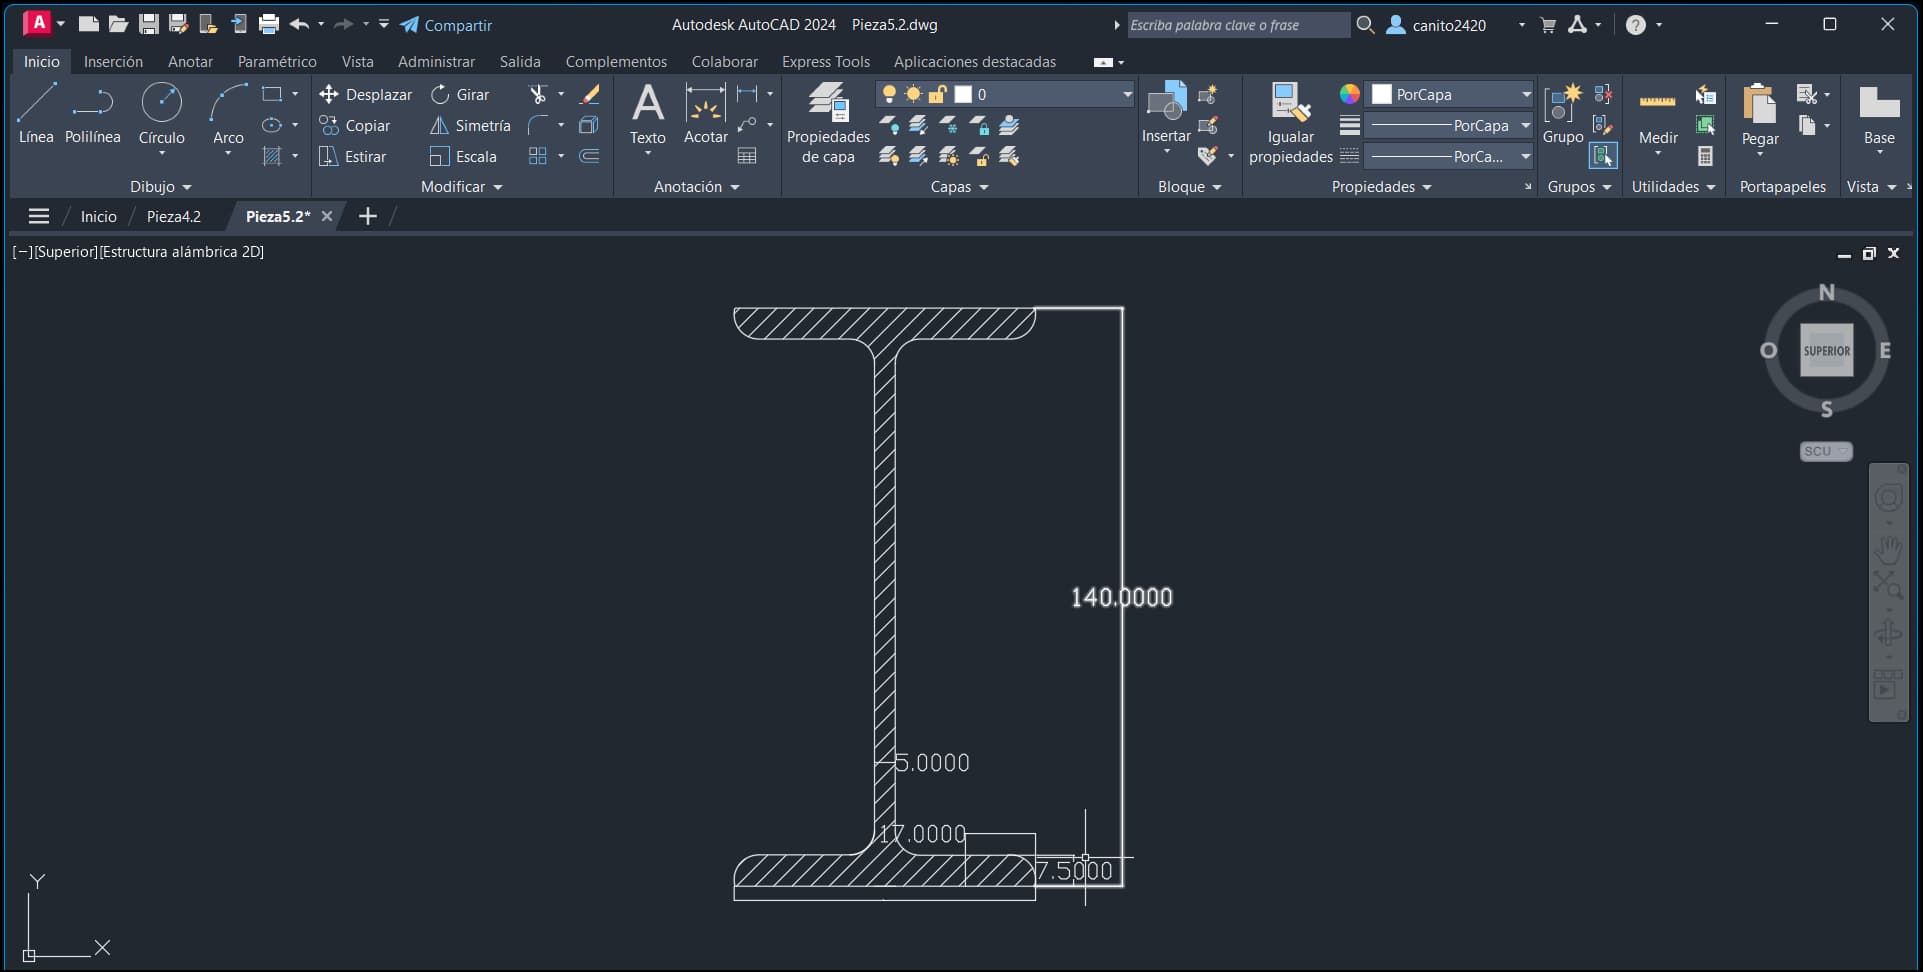 A
Compartir
Autodesk AutoCAD 2024 Pieza5.2.dwg
Escriba palabra clave o frase
canito2420
?
Inicio Inserción Anotar Paramétrico Vista Administrar Salida Complementos Colaborar Express Tools Aplicaciones destacadas
Línea Polilínea Círculo Arco
Desplazar Girar
Copiar Simetría
Estirar Escala
A
Texto Acotar
Propiedades
de capa
0
Insertar
Igualar
propiedades
PorCapa
PorCapa
PorCa...
Grupo
Medir
Pegar
Base
Dibujo Modificar Anotación Capas Bloque Propiedades Grupos Utilidades Portapapeles Vista
Inicio Pieza4.2 Pieza5.2*
[−][Superior][Estructura alámbrica 2D]
N
O SUPERIOR E
S
SCU
140.0000
5.0000
17.0000
7.5000
Y
X